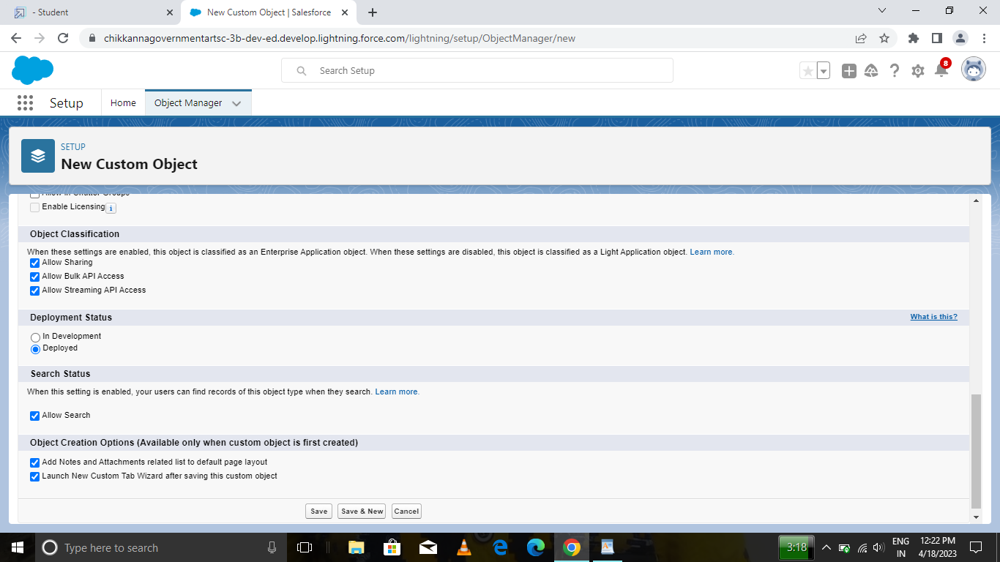 - Student
New Custom Object | Salesforce
chikkannagovernmentartsc-3b-dev-ed.develop.lightning.force.com/lightning/setup/ObjectManager/new
Search Setup
8
Setup
Home
Object Manager
SETUP
New Custom Object
Allow in Chatter Groups
Enable Licensing i
Object Classification
When these settings are enabled, this object is classified as an Enterprise Application object. When these settings are disabled, this object is classified as a Light Application object. Learn more.
Allow Sharing
Allow Bulk API Access
Allow Streaming API Access
Deployment Status
What is this?
In Development
Deployed
Search Status
When this setting is enabled, your users can find records of this object type when they search. Learn more.
Allow Search
Object Creation Options (Available only when custom object is first created)
Add Notes and Attachments related list to default page layout
Launch New Custom Tab Wizard after saving this custom object
Save
Save & New
Cancel
Type here to search
3:18
ENG
IN
12:22 PM
4/18/2023